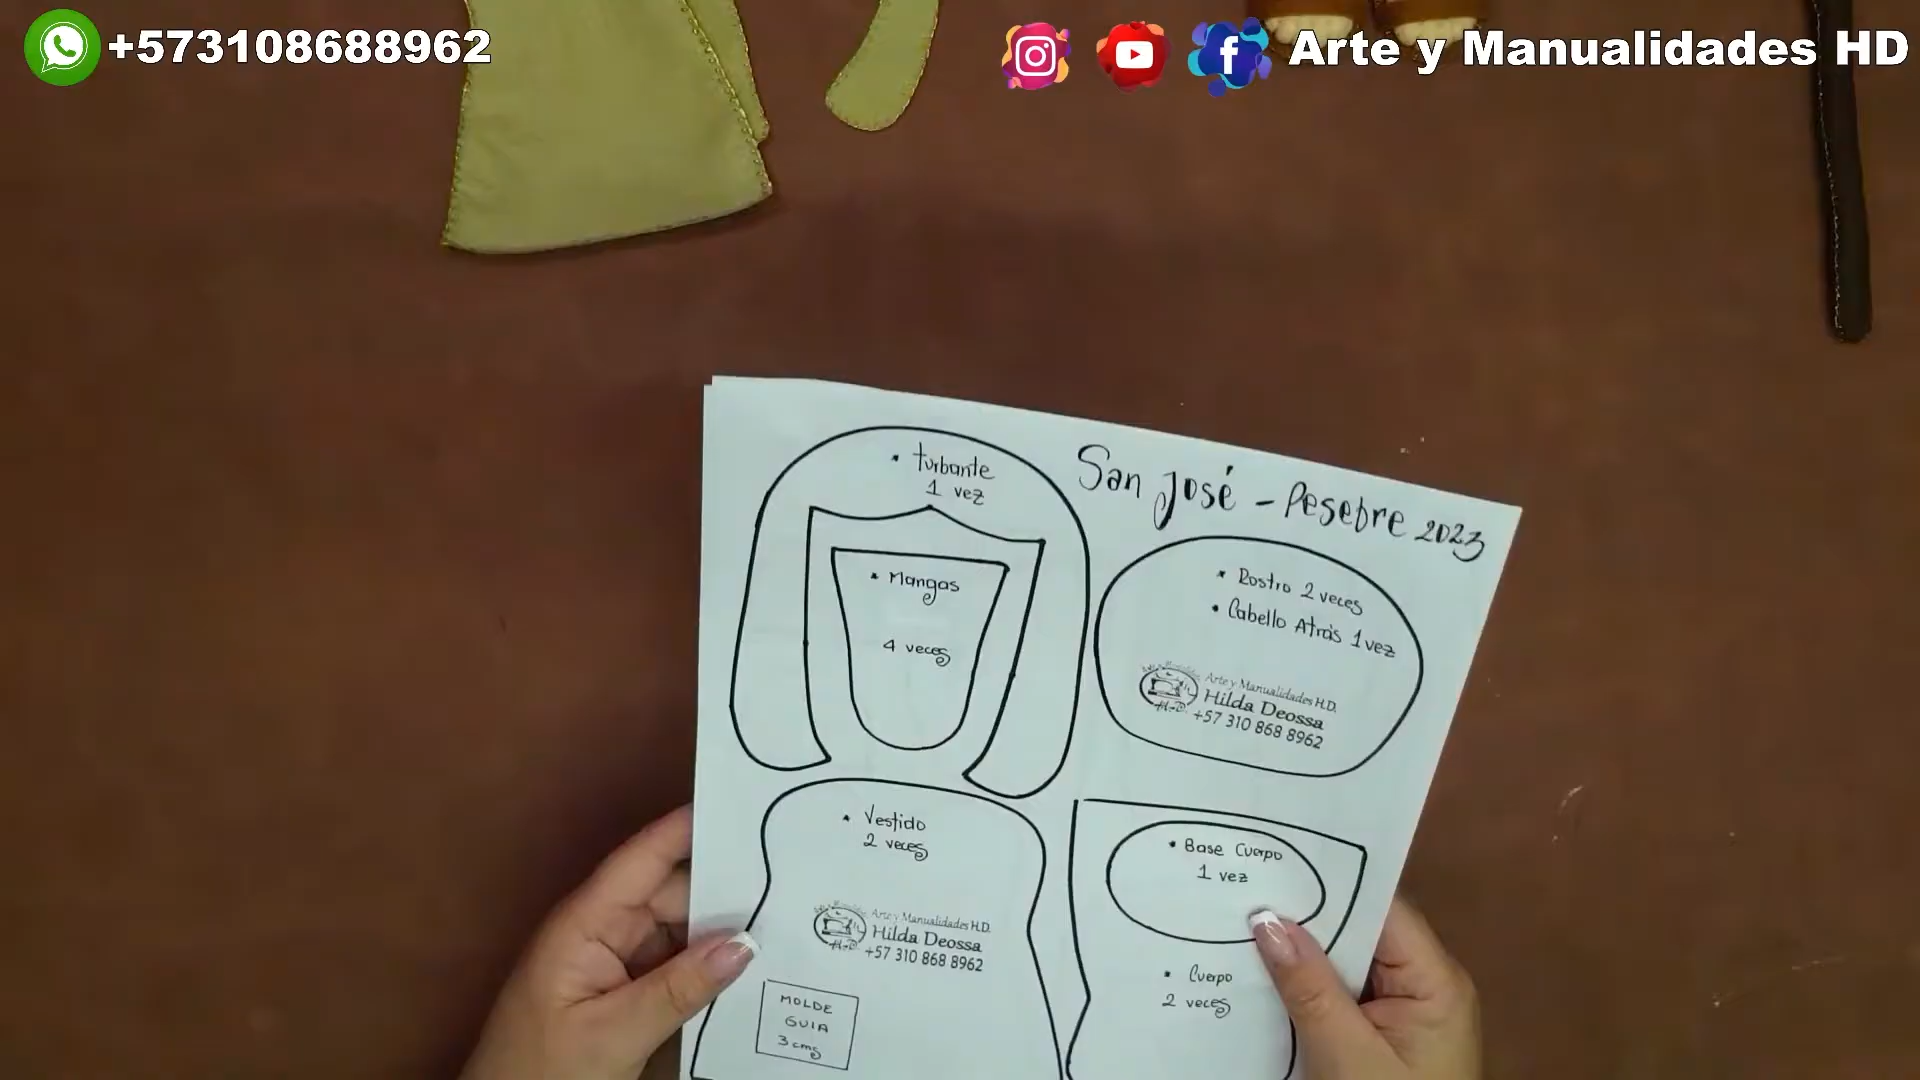 +573108688962
Arte y Manualidades HD
San José - Pesebre 2023
• turbante
1 vez
• Mangas
4 veces
• Rostro 2 veces
• Cabello Atrás 1 vez
Arte y Manualidades H.D.
Hilda Deossa
H.D. +57 310 868 8962
• Vestido
2 veces
Arte y Manualidades H.D.
Hilda Deossa
H.D. +57 310 868 8962
MOLDE
GUIA
3 cms
• Base Cuerpo
1 vez
• Cuerpo
2 veces